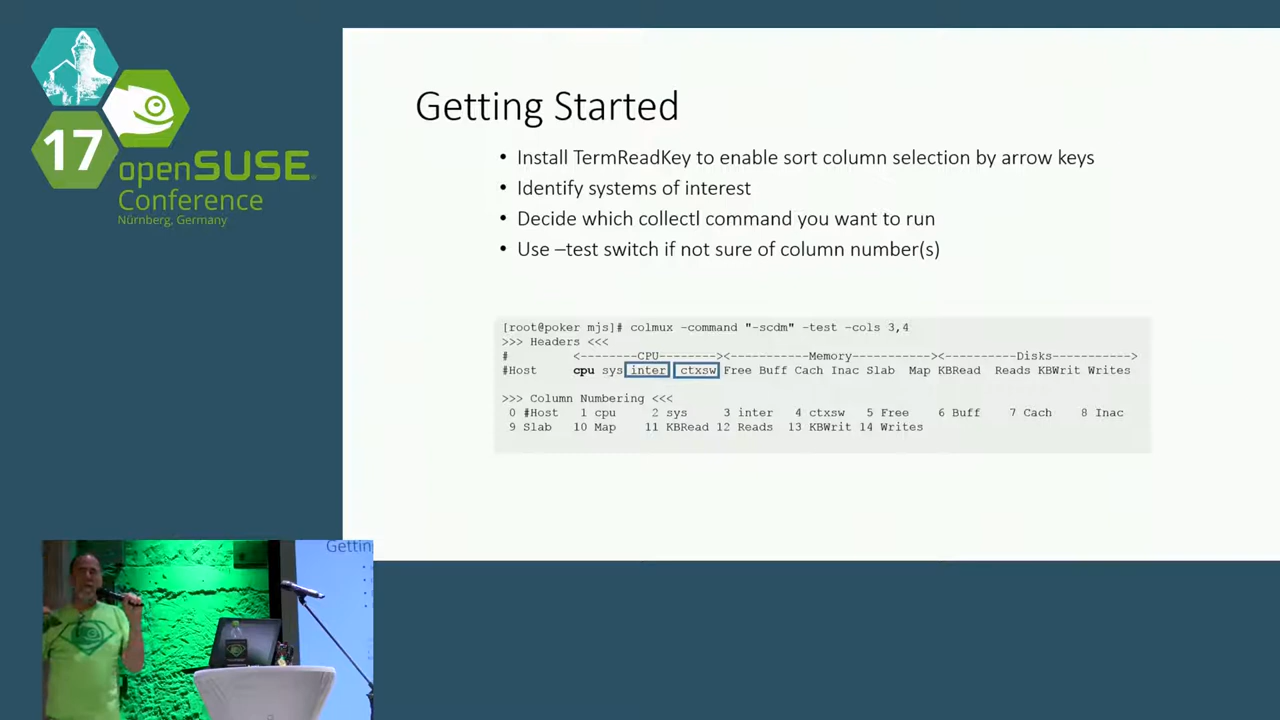 17
openSUSE
Conference
Nürnberg, Germany
Getting Started
• Install TermReadKey to enable sort column selection by arrow keys
• Identify systems of interest
• Decide which collectl command you want to run
• Use –test switch if not sure of column number(s)
[root@poker mjs]# colmux –command "-scdm" -test –cols 3,4
>>> Headers <<<
#         <--------CPU--------><-----------Memory-----------><----------Disks----------->
#Host     cpu sys inter  ctxsw Free Buff Cach Inac Slab  Map KBRead  Reads KBWrit Writes
>>> Column Numbering <<<
0 #Host   1 cpu     2 sys     3 inter   4 ctxsw   5 Free    6 Buff    7 Cach    8 Inac
9 Slab   10 Map    11 KBRead 12 Reads  13 KBWrit 14 Writes
Getting